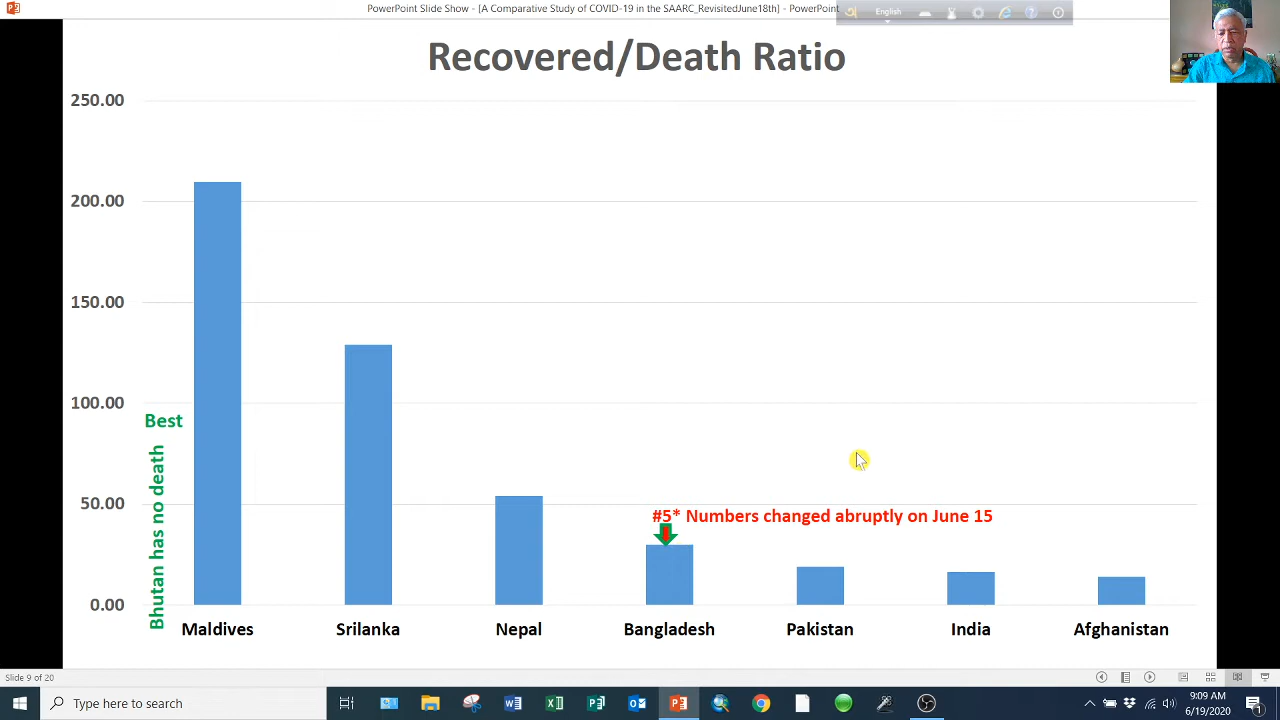 PowerPoint Slide Show - [A Comparative Study of COVID-19 in the SAARC_RevisitedJune18th] - PowerPoint
English
Recovered/Death Ratio
250.00
200.00
150.00
100.00
50.00
0.00
Best
Bhutan has no death
#5* Numbers changed abruptly on June 15
Maldives Srilanka Nepal Bangladesh Pakistan India Afghanistan
Slide 9 of 20
Type here to search
9:09 AM
6/19/2020